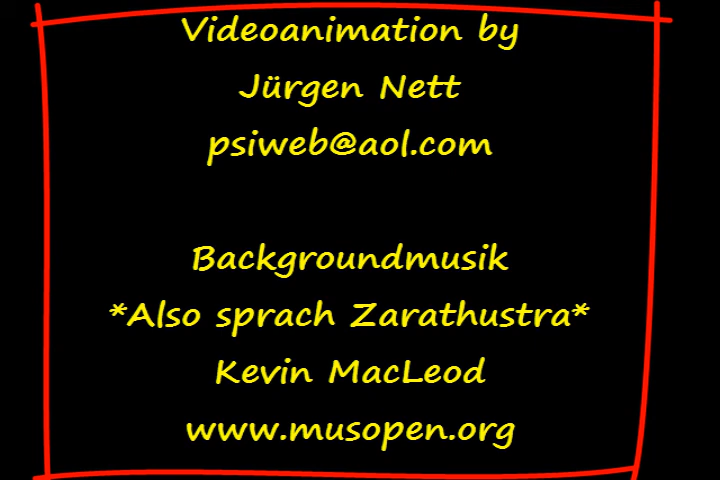 Videoanimation by
Jürgen Nett
psiweb@aol.com
Backgroundmusik
*Also sprach Zarathustra*
Kevin MacLeod
www.musopen.org